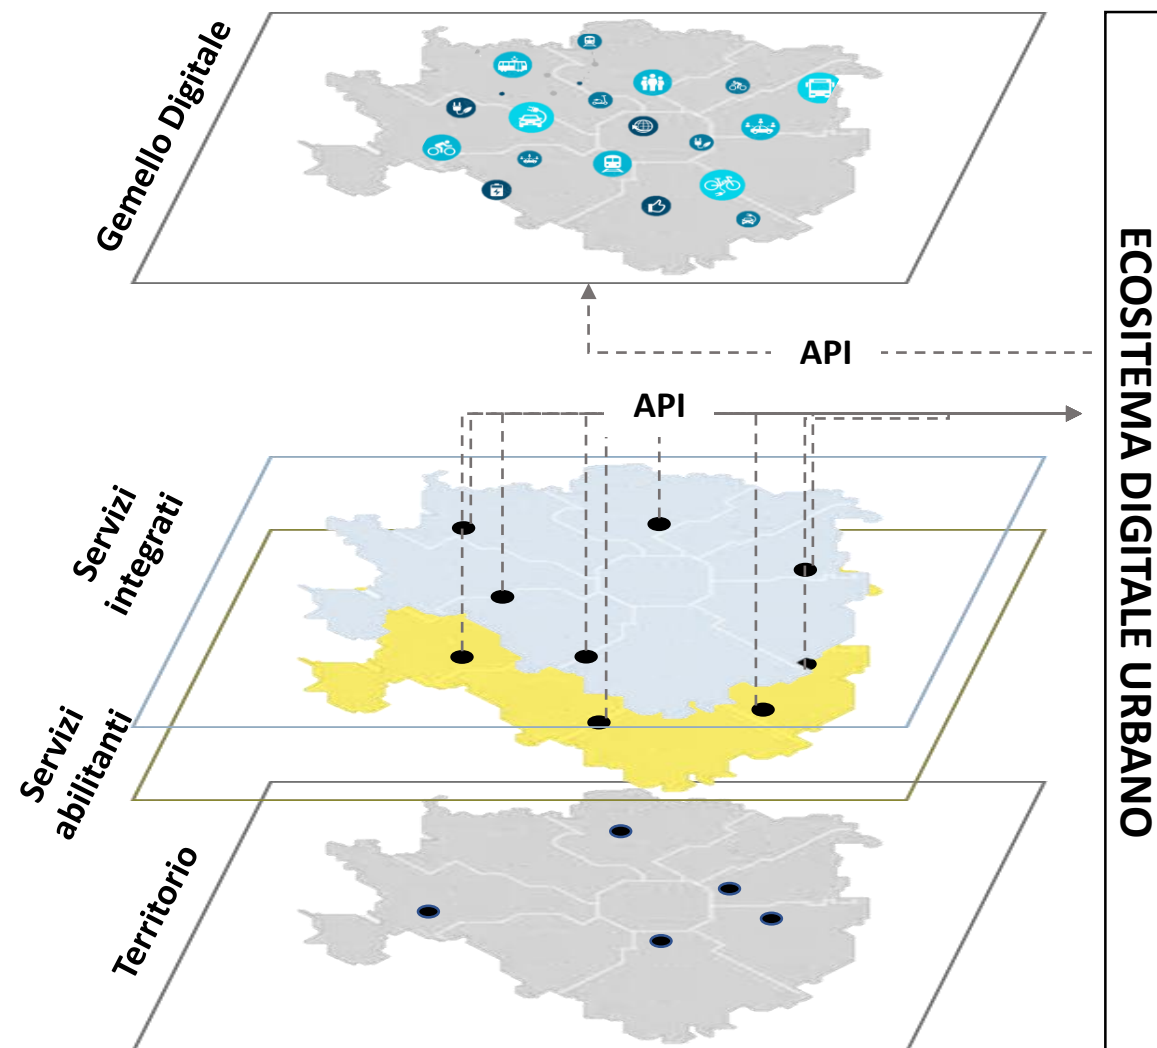 Gemello Digitale
API
API
Servizi
integrati
Servizi
abilitanti
Territorio
ECOSITEMA DIGITALE URBANO